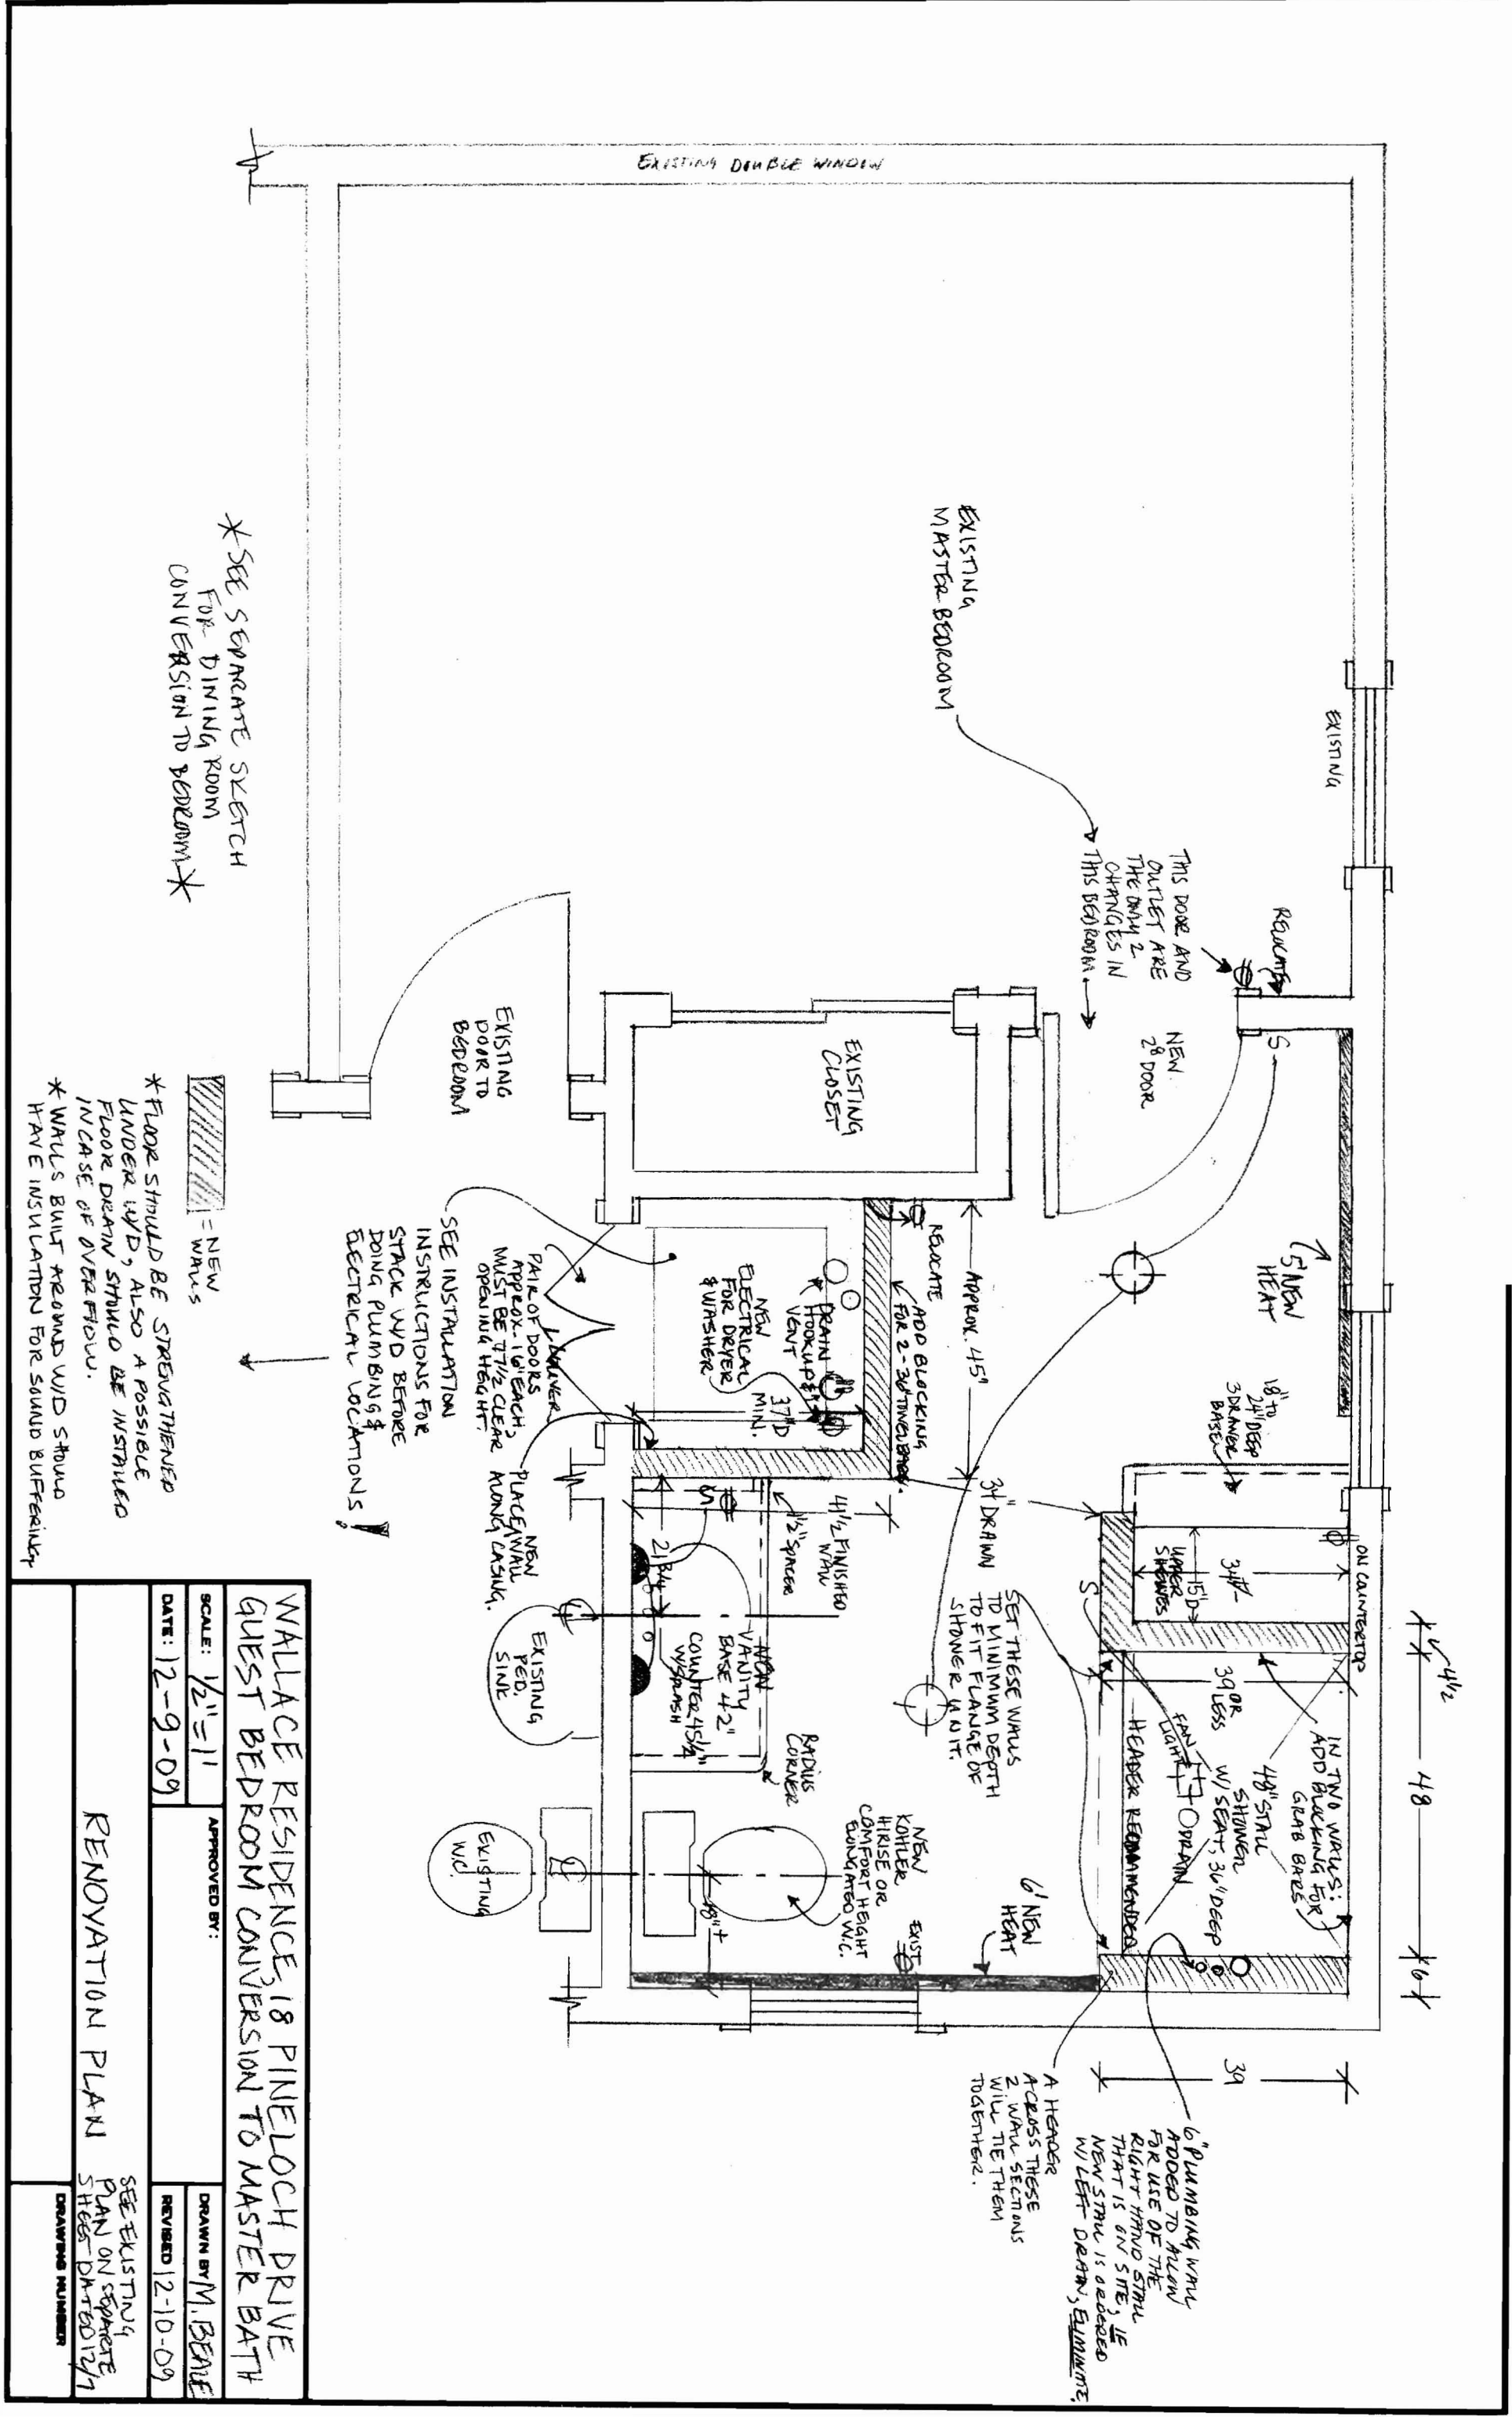 EXISTING DOUBLE WINDOW
EXISTING
EXISTING
MASTER BEDROOM
THIS DOOR AND
OUTLET ARE
THE ONLY 2
CHANGES IN
THIS BEDROOM.
RELOCATE
S
NEW
2⁸ DOOR
5' NEW
HEAT
EXISTING
CLOSET
EXISTING
DOOR TO
BEDROOM
RELOCATE
APPROX. 45"
ADD BLOCKING
FOR 2-30" TOWEL BARS.
DRAIN
HOOKUP &
VENT
NEW
ELECTRICAL
FOR DRYER
& WASHER
37" D
MIN.
PAIR OF DOORS
APPROX. 16" EACH,
MUST BE 77 1/2 CLEAR
OPENING HEIGHT.
LOUVER
SEE INSTALLATION
INSTRUCTIONS FOR
STACK W/D BEFORE
DOING PLUMBING &
ELECTRICAL LOCATIONS!
PLACE NEW
WALL
ALONG CASING.
18" TO
24" DEEP
3 DRAWER
BASE
ON COUNTERTOP
34"
15" D
UPPER
SHELVES
34" DRAWN
S
41 1/2 FINISHED
WALL
1/2" SPACER
S
21 3/4
NEW
VANITY
BASE 42"
COUNTER 45 1/2"
W/SPLASH
RADIUS
CORNER
EXISTING
PED.
SINK
EXISTING
W.C.
18"+
NEW
KOHLER
HIRISE OR
COMFORT HEIGHT
ELONGATED W.C.
EXIST
6' NEW
HEAT
SET THESE WALLS
TO MINIMUM DEPTH
TO FIT FLANGE OF
SHOWER UNIT.
39 OR
LESS
FAN
LIGHT
DRAIN
HEADER RECOMMENDED
48" STALL
SHOWER
W/ SEAT, 36" DEEP
IN TWO WALLS:
ADD BLOCKING FOR
GRAB BARS
4 1/2
48
6
39
6" PLUMBING WALL
ADDED TO ALLOW
FOR USE OF THE
RIGHT HAND STALL
THAT IS ON SITE, IF
NEW STALL IS ORDERED
W/ LEFT DRAIN, ELIMINATE.
A HEADER
ACROSS THESE
2 WALL SECTIONS
WILL TIE THEM
TOGETHER.
*SEE SEPARATE SKETCH
FOR DINING ROOM
CONVERSION TO BEDROOM*
= NEW
WALLS
*FLOOR SHOULD BE STRENGTHENED
UNDER W/D, ALSO A POSSIBLE
FLOOR DRAIN SHOULD BE INSTALLED
INCASE OF OVERFLOW.
*WALLS BUILT AROUND W/D SHOULD
HAVE INSULATION FOR SOUND BUFFERING.
WALLACE RESIDENCE, 18 PINELOCH DRIVE
GUEST BEDROOM CONVERSION TO MASTER BATH
SCALE: 1/2"=1'
APPROVED BY:
DRAWN BY M. BEALE
DATE: 12-9-09
REVISED 12-10-09
RENOVATION PLAN
SEE EXISTING
PLAN ON SEPARTE
SHEET DATED 12/7
DRAWING NUMBER